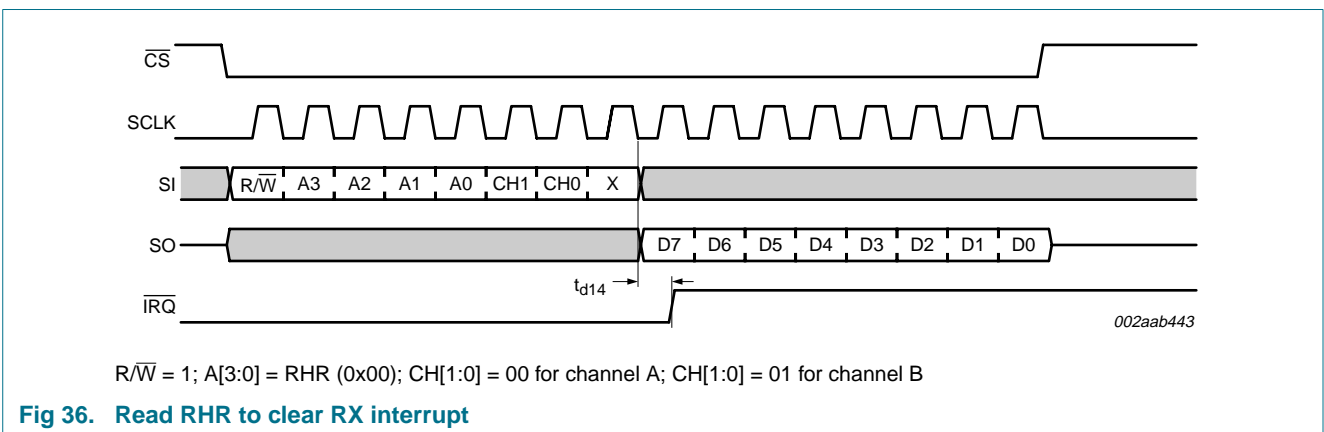 C̅S̅
SCLK
SI R/W̅ A3 A2 A1 A0 CH1 CH0 X
SO D7 D6 D5 D4 D3 D2 D1 D0
td14
I̅R̅Q̅
002aab443
R/W̅ = 1; A[3:0] = RHR (0x00); CH[1:0] = 00 for channel A; CH[1:0] = 01 for channel B
Fig 36. Read RHR to clear RX interrupt